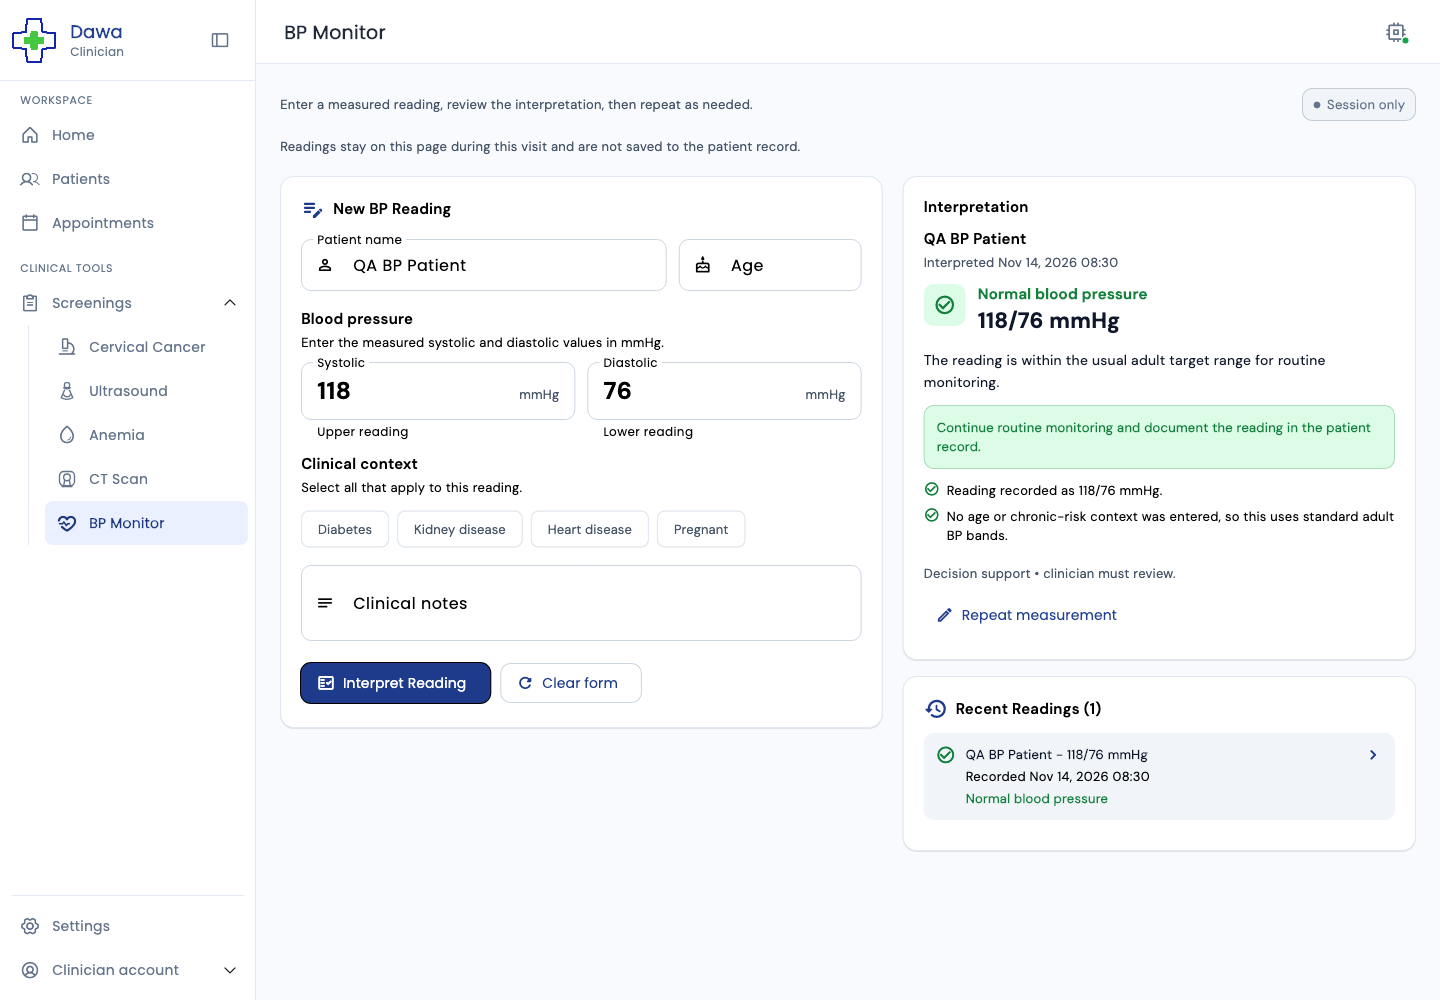 Dawa
Clinician
WORKSPACE
Home
Patients
Appointments
CLINICAL TOOLS
Screenings
Cervical Cancer
Ultrasound
Anemia
CT Scan
BP Monitor
Settings
Clinician account
BP Monitor
Enter a measured reading, review the interpretation, then repeat as needed.
Session only
Readings stay on this page during this visit and are not saved to the patient record.
New BP Reading
Patient name
QA BP Patient
Age
Blood pressure
Enter the measured systolic and diastolic values in mmHg.
Systolic
118 mmHg
Upper reading
Diastolic
76 mmHg
Lower reading
Clinical context
Select all that apply to this reading.
Diabetes
Kidney disease
Heart disease
Pregnant
Clinical notes
Interpret Reading
Clear form
Interpretation
QA BP Patient
Interpreted Nov 14, 2026 08:30
Normal blood pressure
118/76 mmHg
The reading is within the usual adult target range for routine
monitoring.
Continue routine monitoring and document the reading in the patient
record.
Reading recorded as 118/76 mmHg.
No age or chronic-risk context was entered, so this uses standard adult
BP bands.
Decision support • clinician must review.
Repeat measurement
Recent Readings (1)
QA BP Patient - 118/76 mmHg
Recorded Nov 14, 2026 08:30
Normal blood pressure